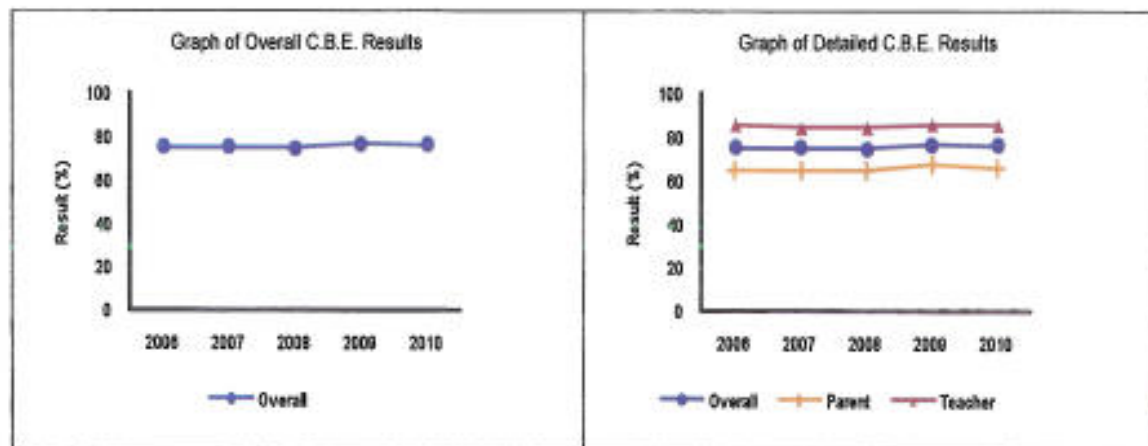 Graph of Overall C.B.E. Results
100
80
60
40
20
0
Result (%)
2006 2007 2008 2009 2010
Overall
Graph of Detailed C.B.E. Results
100
80
60
40
20
0
Result (%)
2006 2007 2008 2009 2010
Overall Parent Teacher